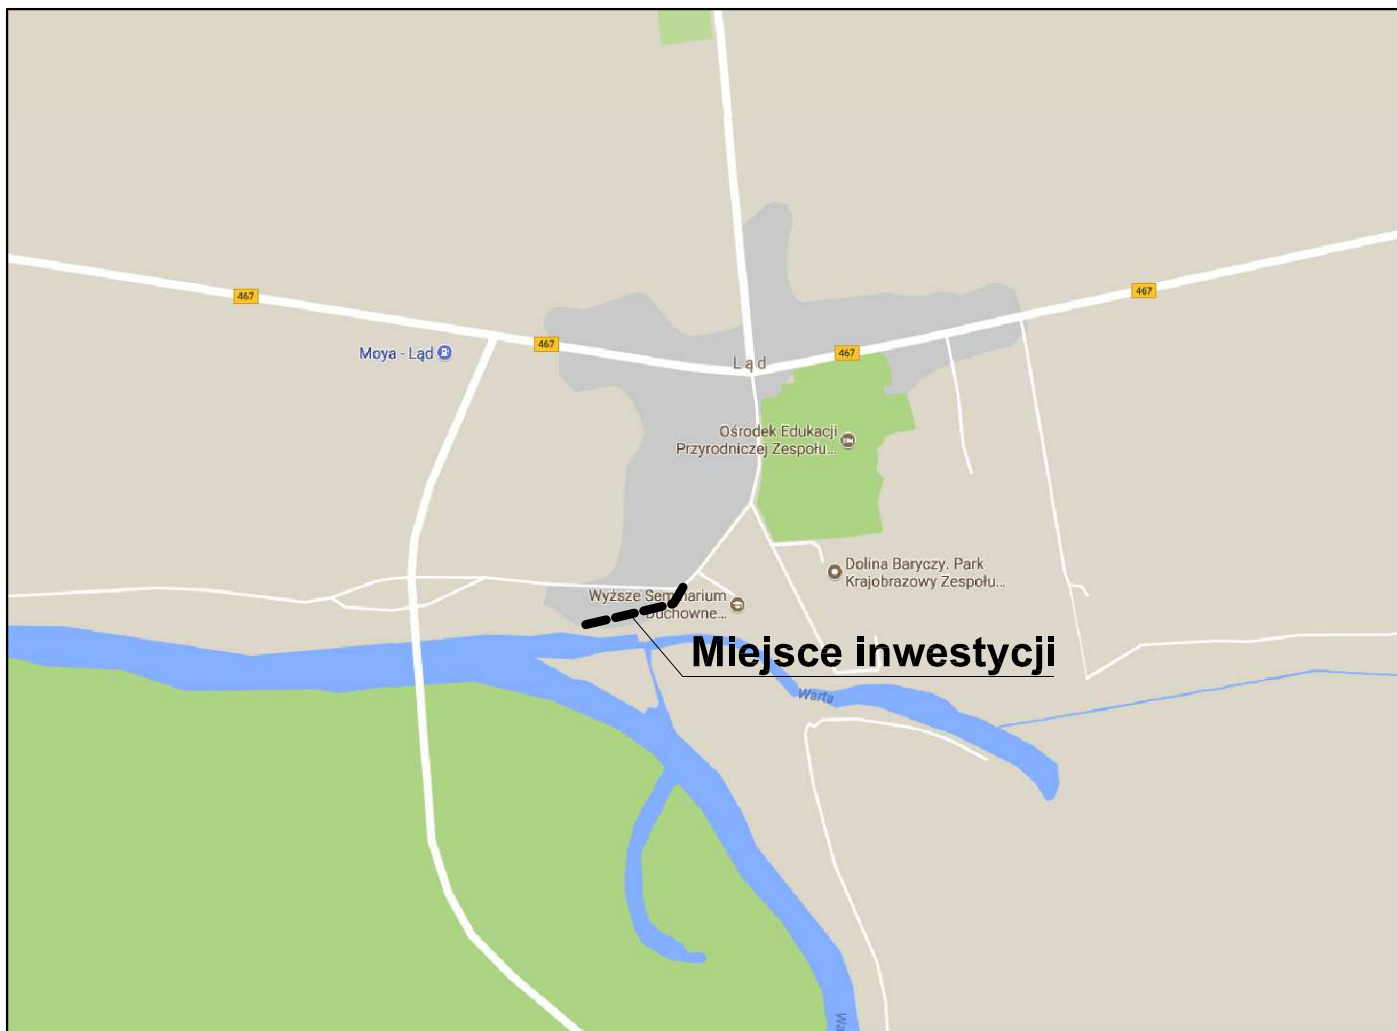 467
467
467
467
Moya - Ląd
Ląd
Ośrodek Edukacji
Przyrodniczej Zespołu...
Dolina Baryczy. Park
Krajobrazowy Zespołu...
Wyższe Seminarium
Duchowne...
Miejsce inwestycji
Warta
Wa